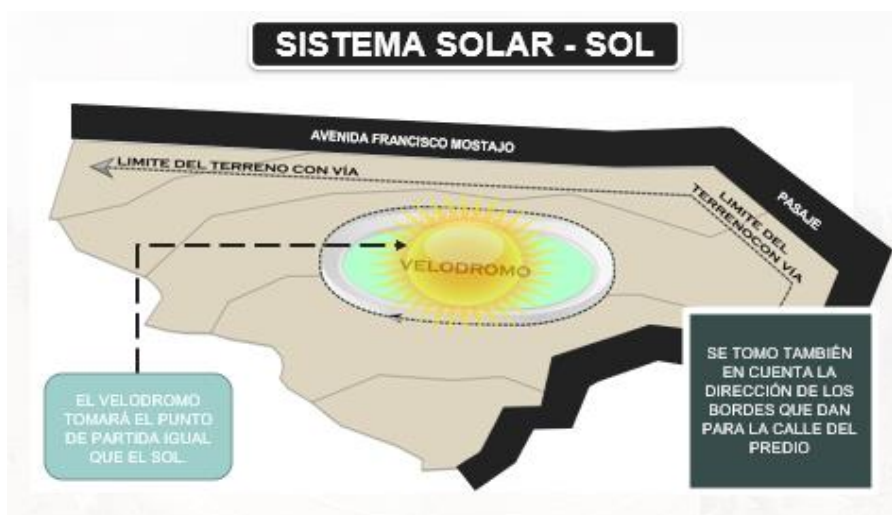 SISTEMA SOLAR - SOL
AVENIDA FRANCISCO MOSTAJO
LIMITE DEL TERRENO CON VÍA
LIMITE DEL
TERRENOCON VÍA
PASAJE
VELODROMO
EL VELODROMO
TOMARÁ EL PUNTO
DE PARTIDA IGUAL
QUE EL SOL.
SE TOMO TAMBIÉN
EN CUENTA LA
DIRECCIÓN DE LOS
BORDES QUE DAN
PARA LA CALLE DEL
PREDIO